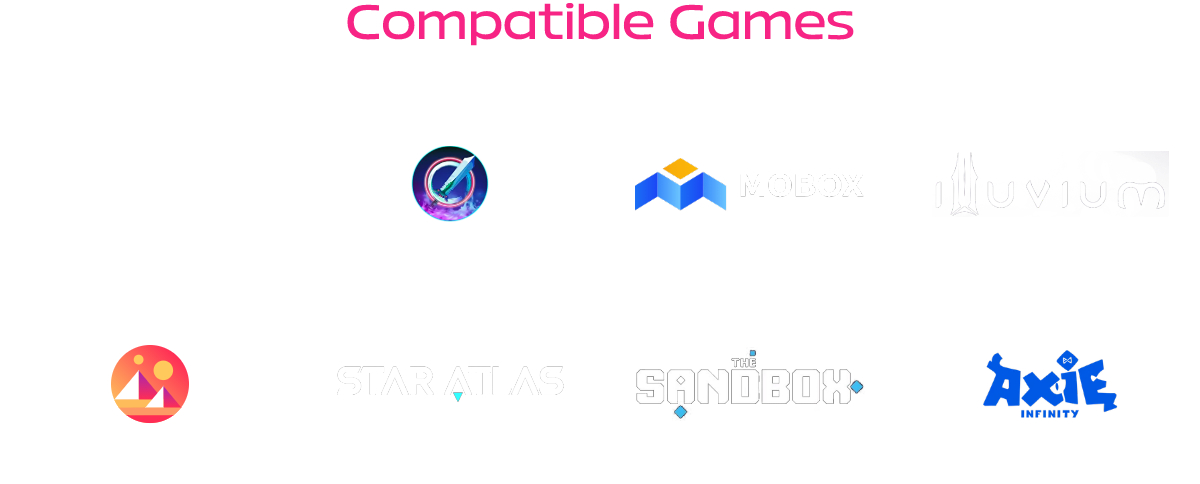 Compatible Games
MOBOX
ILLUVIUM
STAR ATLAS
THE
SANDBOX
AXIE
INFINITY